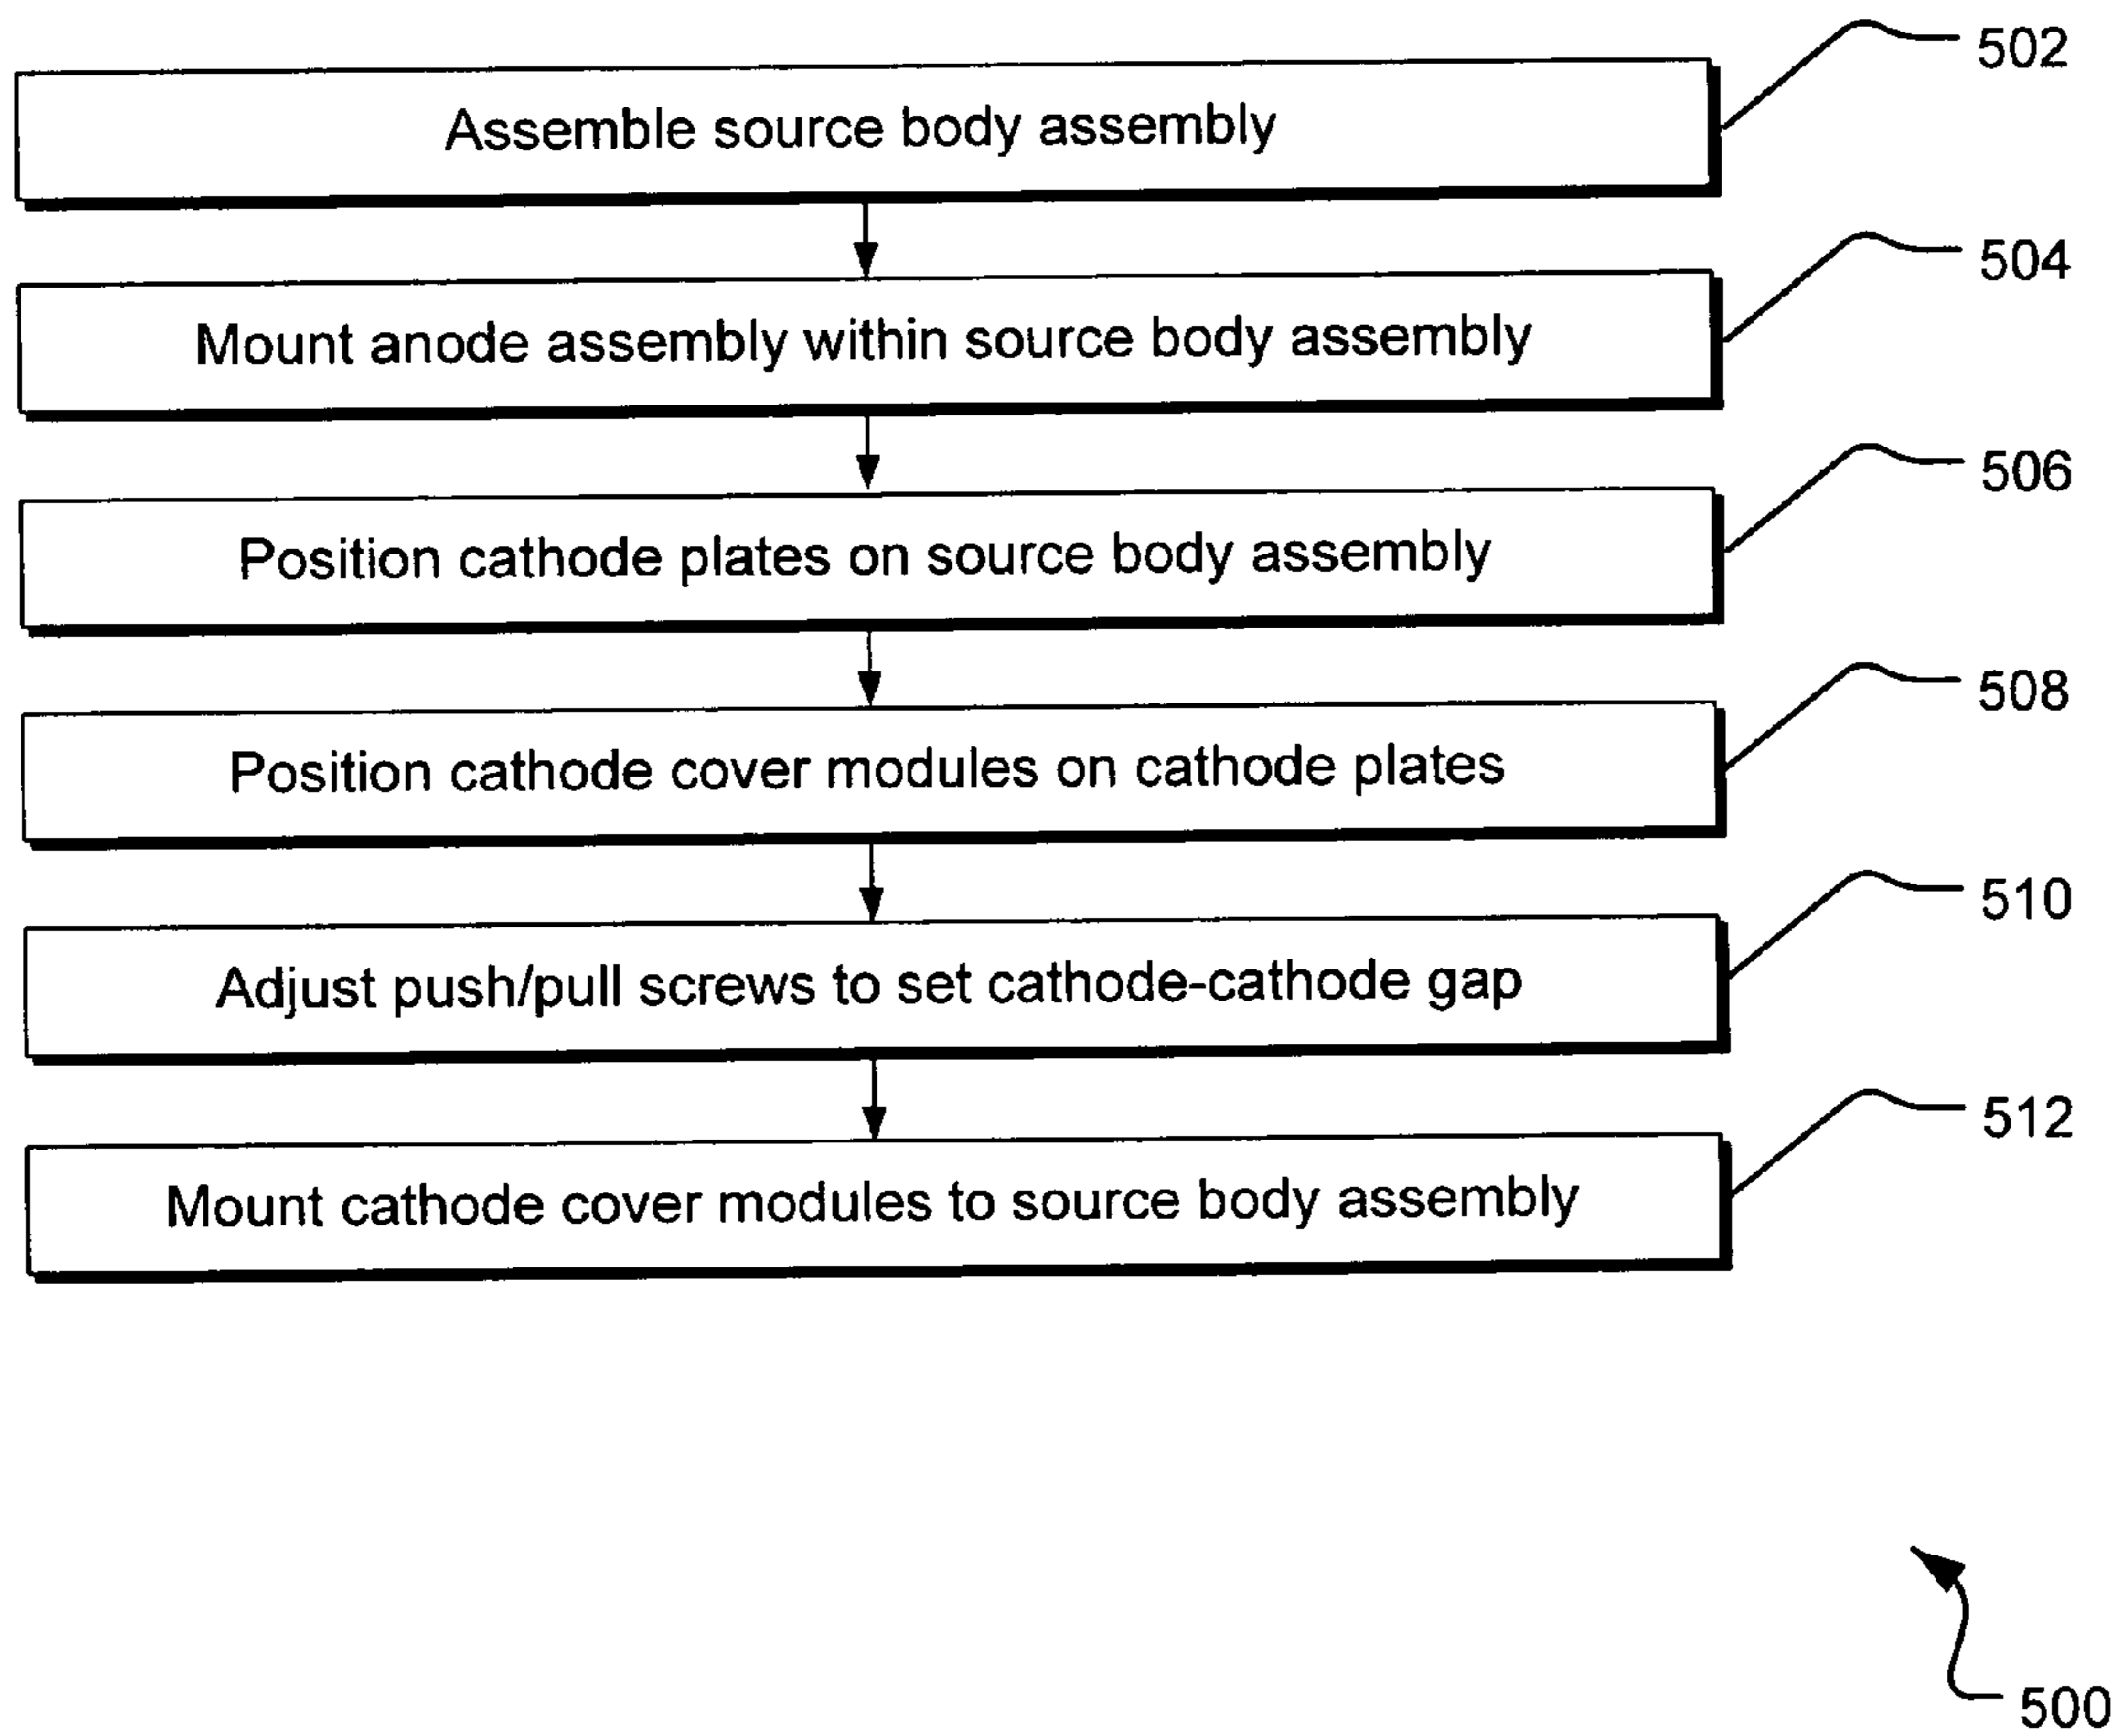 502
Assemble source body assembly
504
Mount anode assembly within source body assembly
506
Position cathode plates on source body assembly
508
Position cathode cover modules on cathode plates
510
Adjust push/pull screws to set cathode-cathode gap
512
Mount cathode cover modules to source body assembly
500